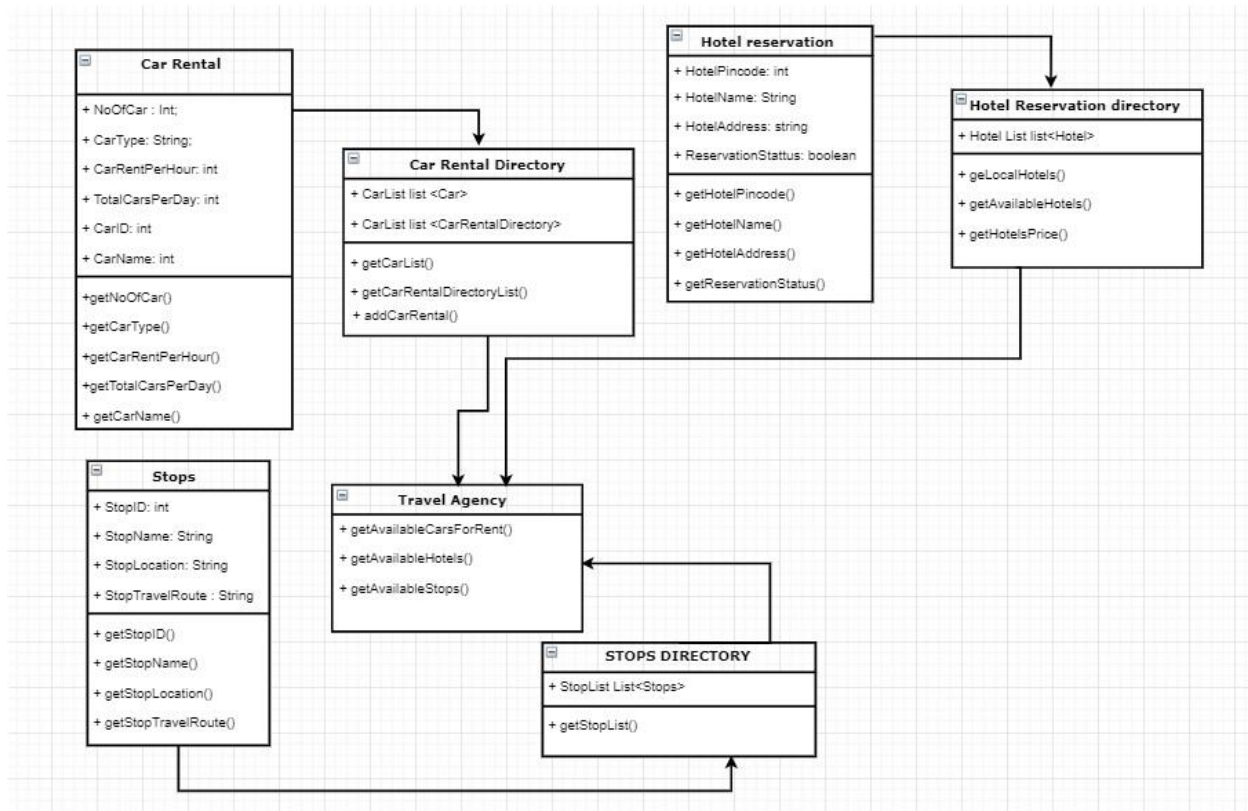 Car Rental
+ NoOfCar : Int;
+ CarType: String;
+ CarRentPerHour: int
+ TotalCarsPerDay: int
+ CarID: int
+ CarName: int
+getNoOfCar()
+getCarType()
+getCarRentPerHour()
+getTotalCarsPerDay()
+ getCarName()
Car Rental Directory
+ CarList list <Car>
+ CarList list <CarRentalDirectory>
+ getCarList()
+ getCarRentalDirectoryList()
+ addCarRental()
Hotel reservation
+ HotelPincode: int
+ HotelName: String
+ HotelAddress: string
+ ReservationStattus: boolean
+ getHotelPincode()
+ getHotelName()
+ getHotelAddress()
+ getReservationStatus()
Hotel Reservation directory
+ Hotel List list<Hotel>
+ geLocalHotels()
+ getAvailableHotels()
+ getHotelsPrice()
Stops
+ StopID: int
+ StopName: String
+ StopLocation: String
+ StopTravelRoute : String
+ getStopID()
+ getStopName()
+ getStopLocation()
+ getStopTravelRoute()
Travel Agency
+ getAvailableCarsForRent()
+ getAvailableHotels()
+ getAvailableStops()
STOPS DIRECTORY
+ StopList List<Stops>
+ getStopList()